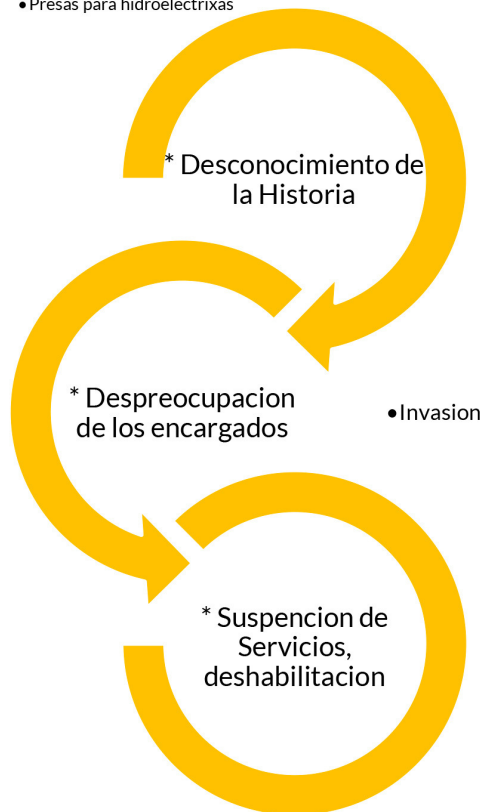 •Presas para hidroelectrixas
* Desconocimiento de
la Historia
* Despreocupacion
de los encargados
•Invasion
* Suspencion de
Servicios,
deshabilitacion